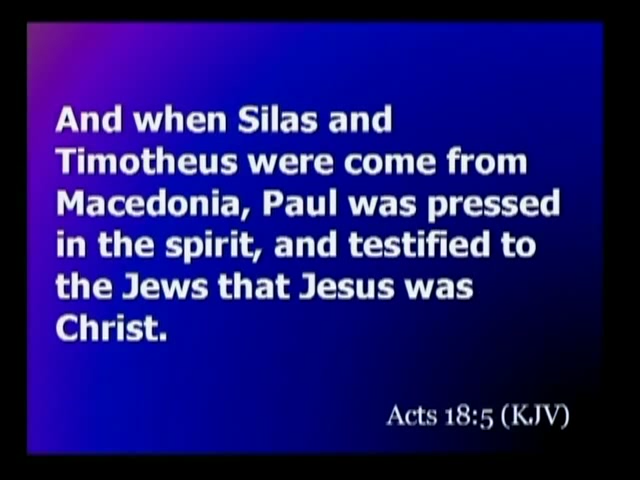 And when Silas and
Timotheus were come from
Macedonia, Paul was pressed
in the spirit, and testified to
the Jews that Jesus was
Christ.
Acts 18:5 (KJV)